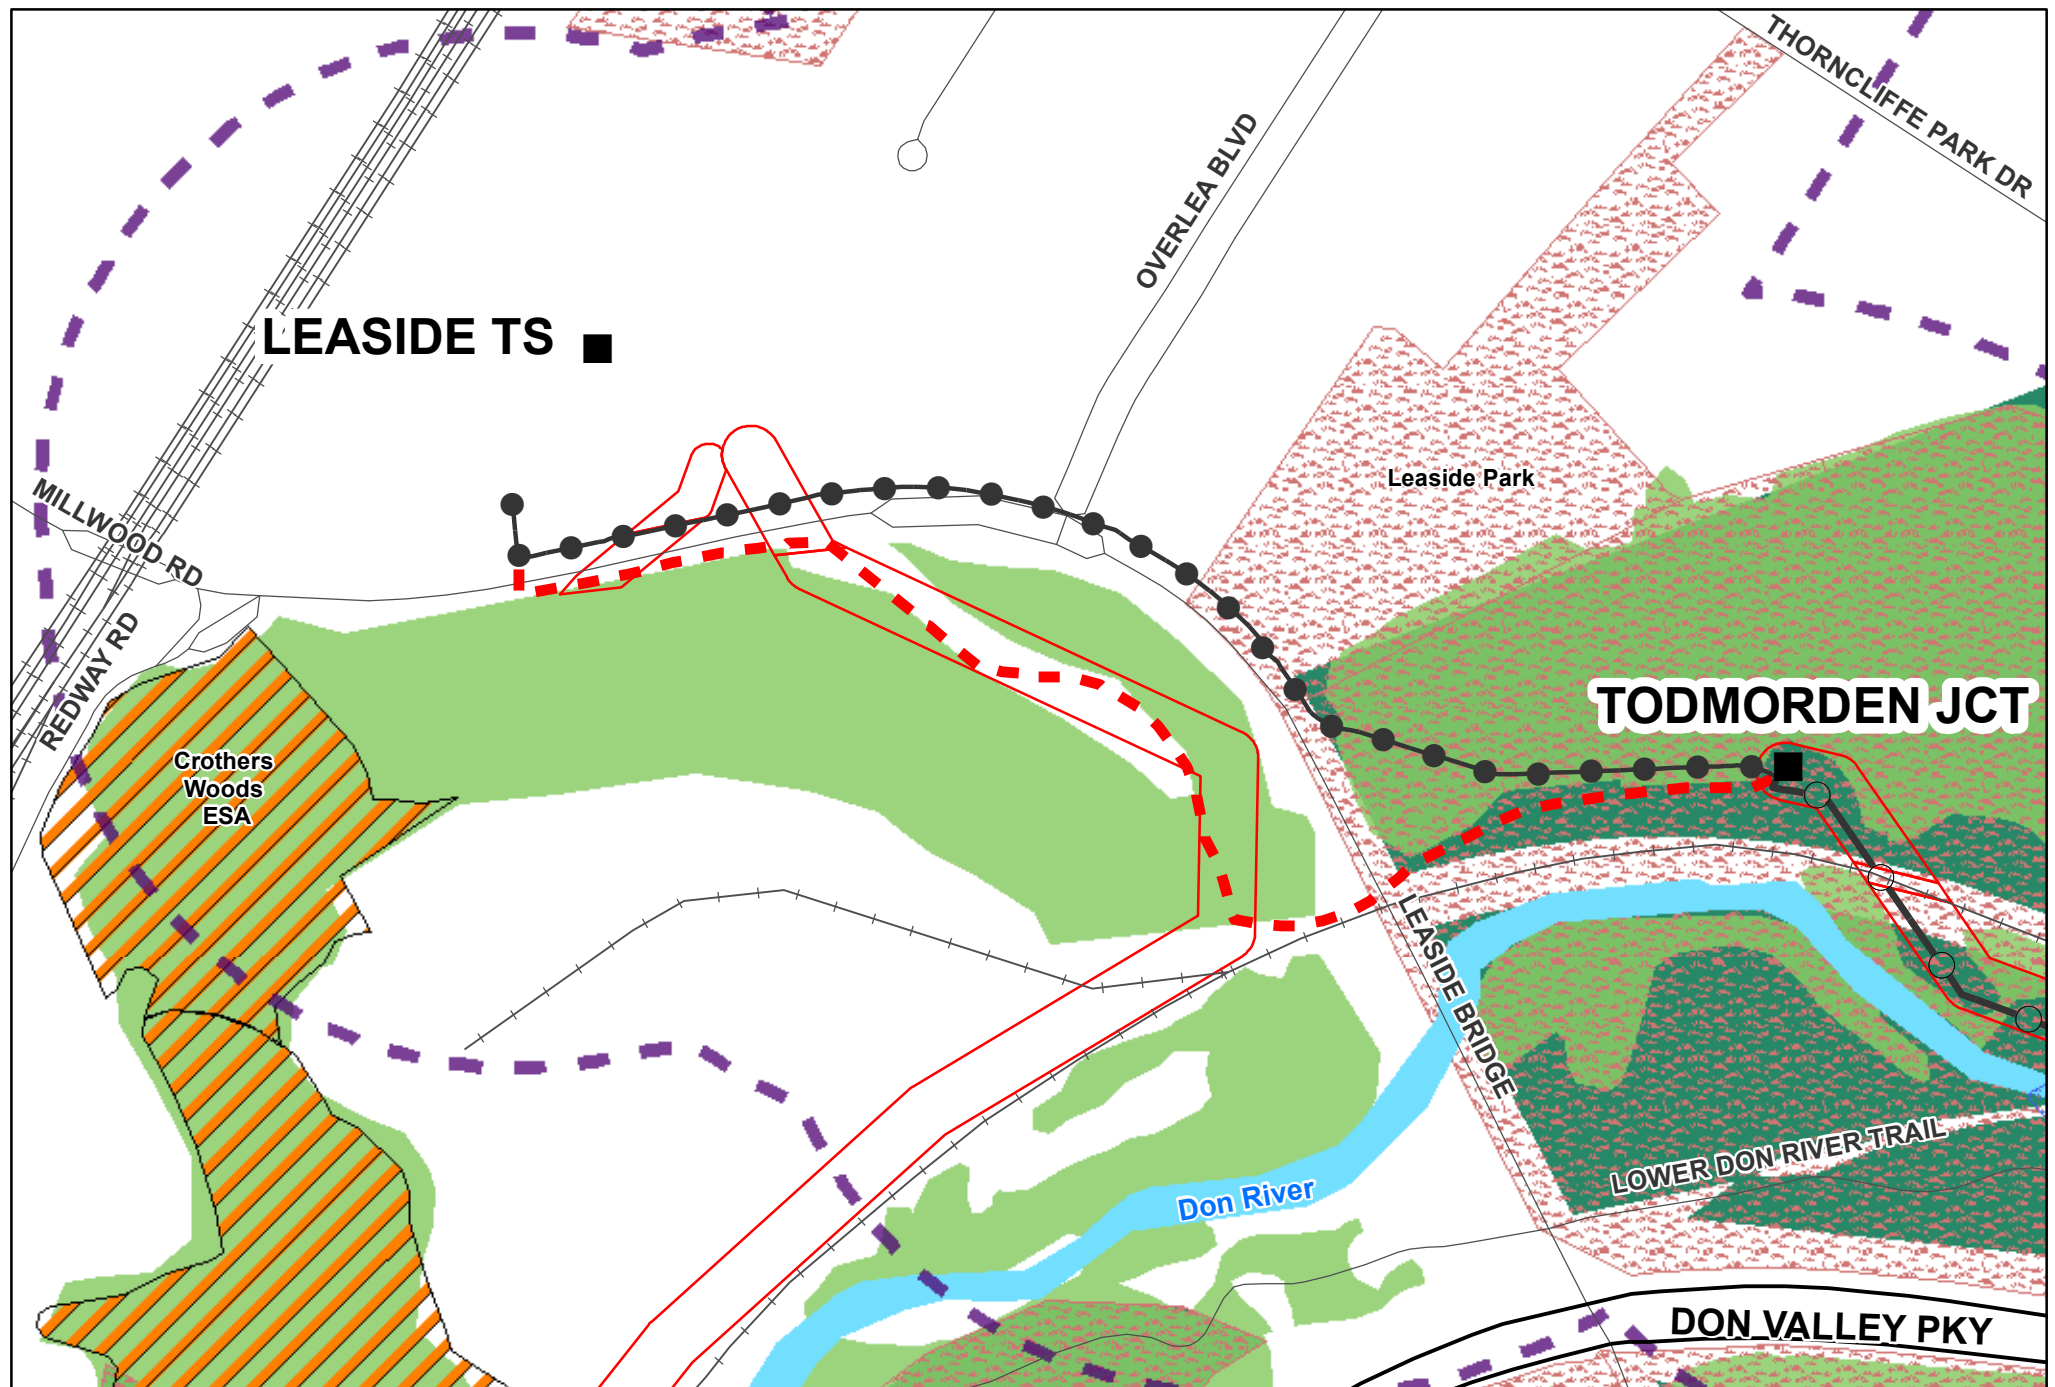 THORNCLIFFE PARK DR
OVERLEA BLVD
LEASIDE TS
Leaside Park
MILLWOOD RD
REDWAY RD
TODMORDEN JCT
Crothers
Woods
ESA
LEASIDE BRIDGE
LOWER DON RIVER TRAIL
Don River
DON VALLEY PKY